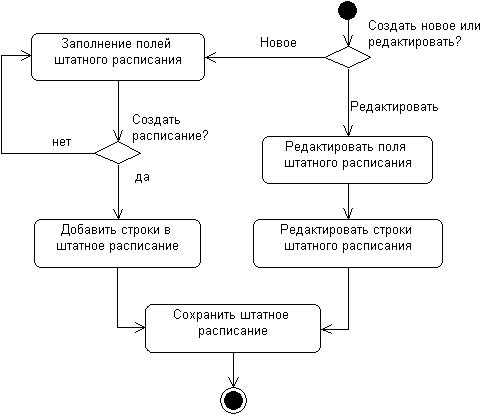 Создать новое или
редактировать?
Новое
Заполнение полей
штатного расписания
Редактировать
Создать
расписание?
нет
да
Редактировать поля
штатного расписания
Добавить строки в
штатное расписание
Редактировать строки
штатного расписания
Сохранить штатное
расписание